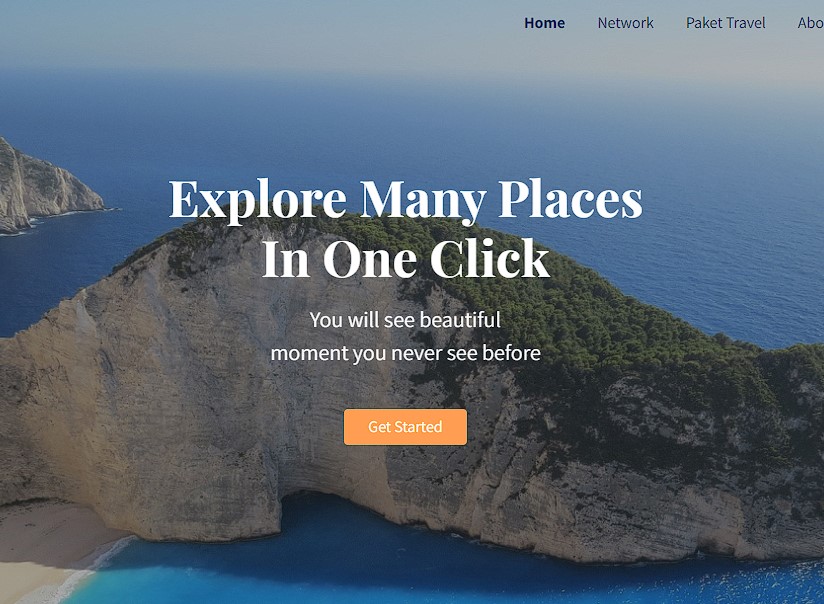 Home Network Paket Travel Abo
Explore Many Places
In One Click
You will see beautiful
moment you never see before
Get Started